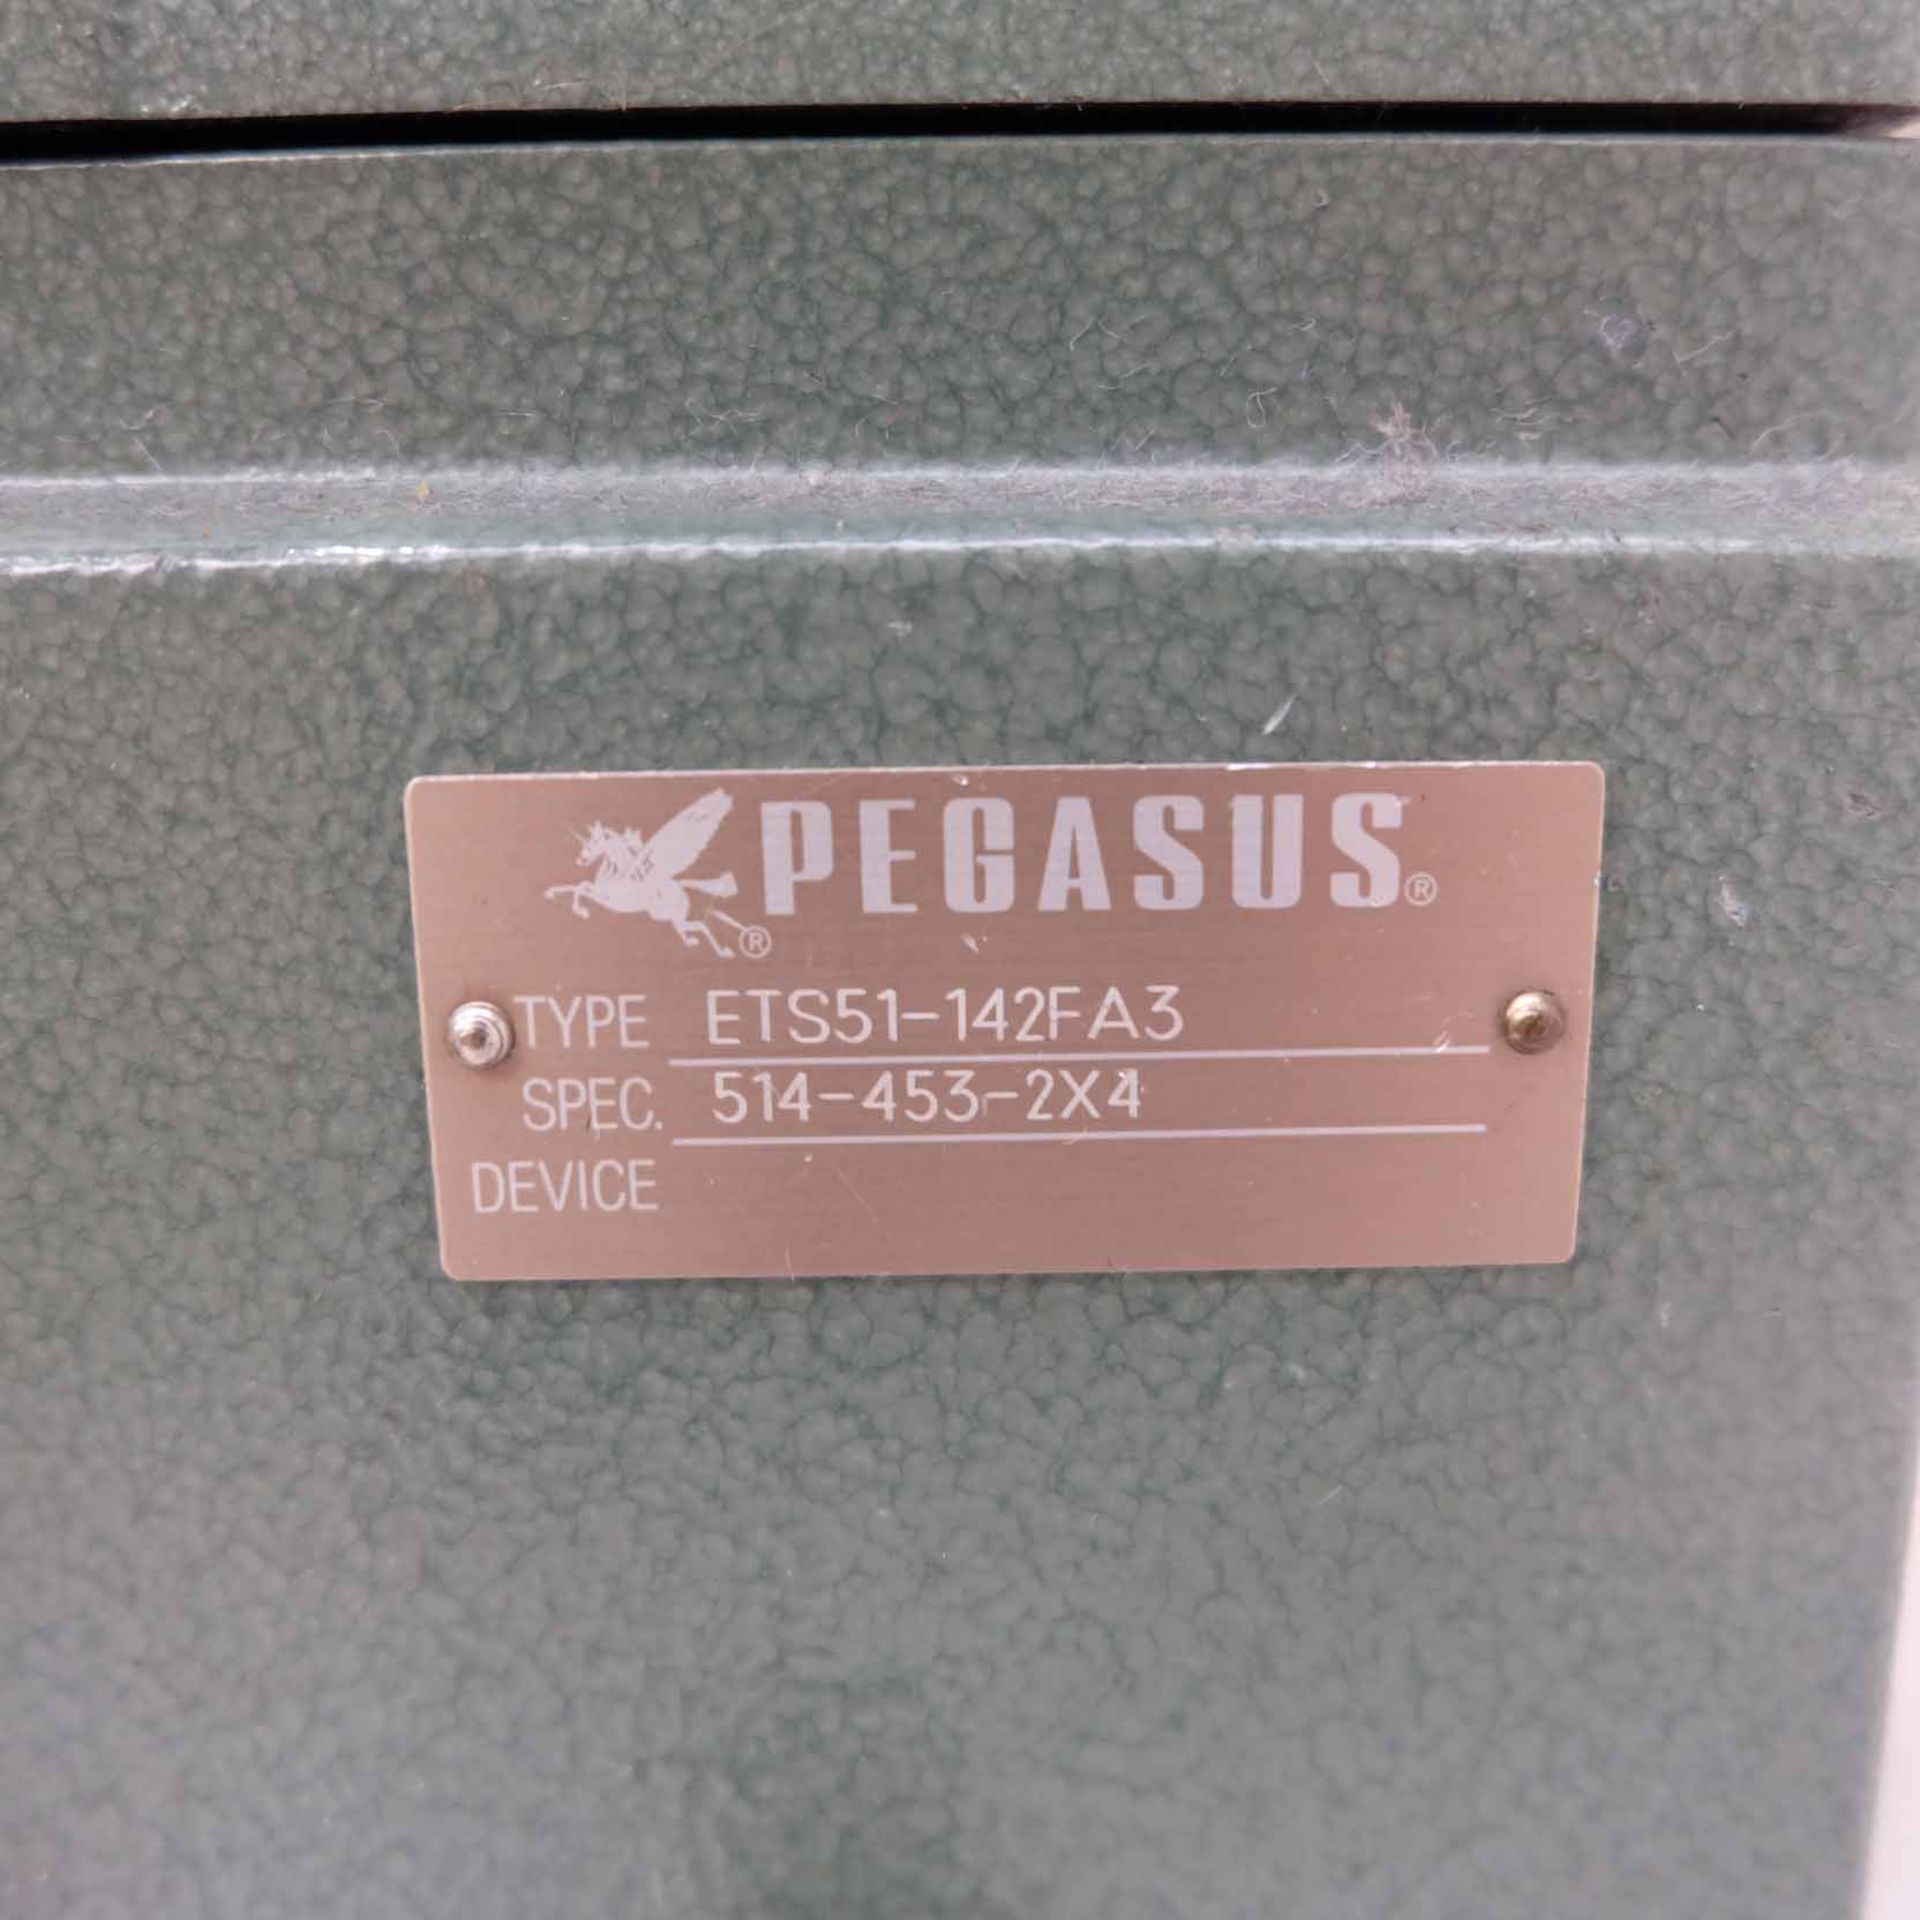 PEGASUS®
®
TYPE ETS51-142FA3
SPEC. 514-453-2X4
DEVICE